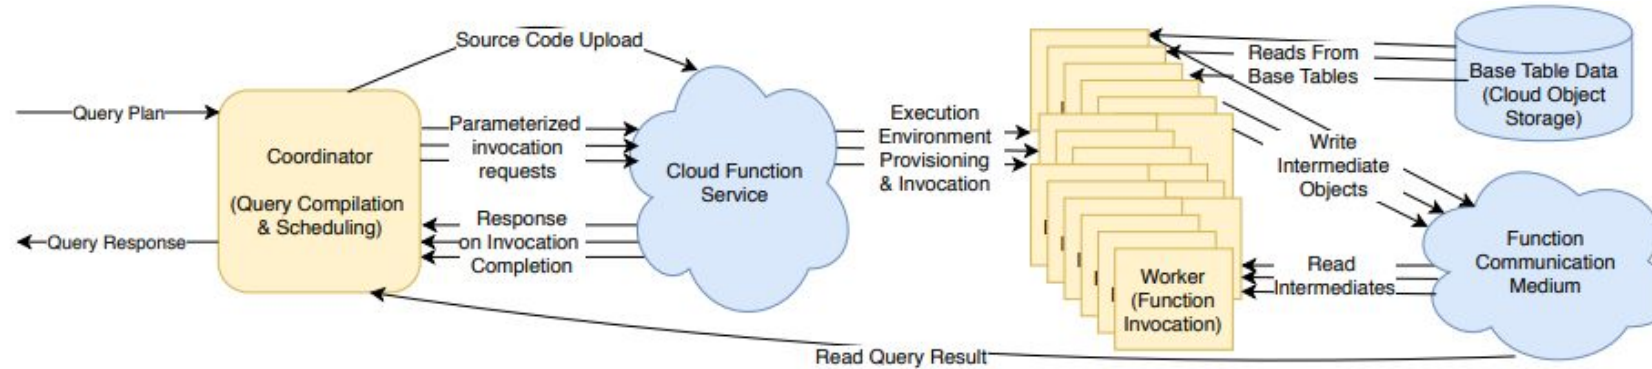 Query Plan
Query Response
Coordinator
(Query Compilation
& Scheduling)
Source Code Upload
Parameterized
invocation
requests
Response
on Invocation
Completion
Cloud Function
Service
Execution
Environment
Provisioning
& Invocation
Worker
(Function
Invocation)
Reads From
Base Tables
Base Table Data
(Cloud Object
Storage)
Write
Intermediate
Objects
Read
Intermediates
Function
Communication
Medium
Read Query Result